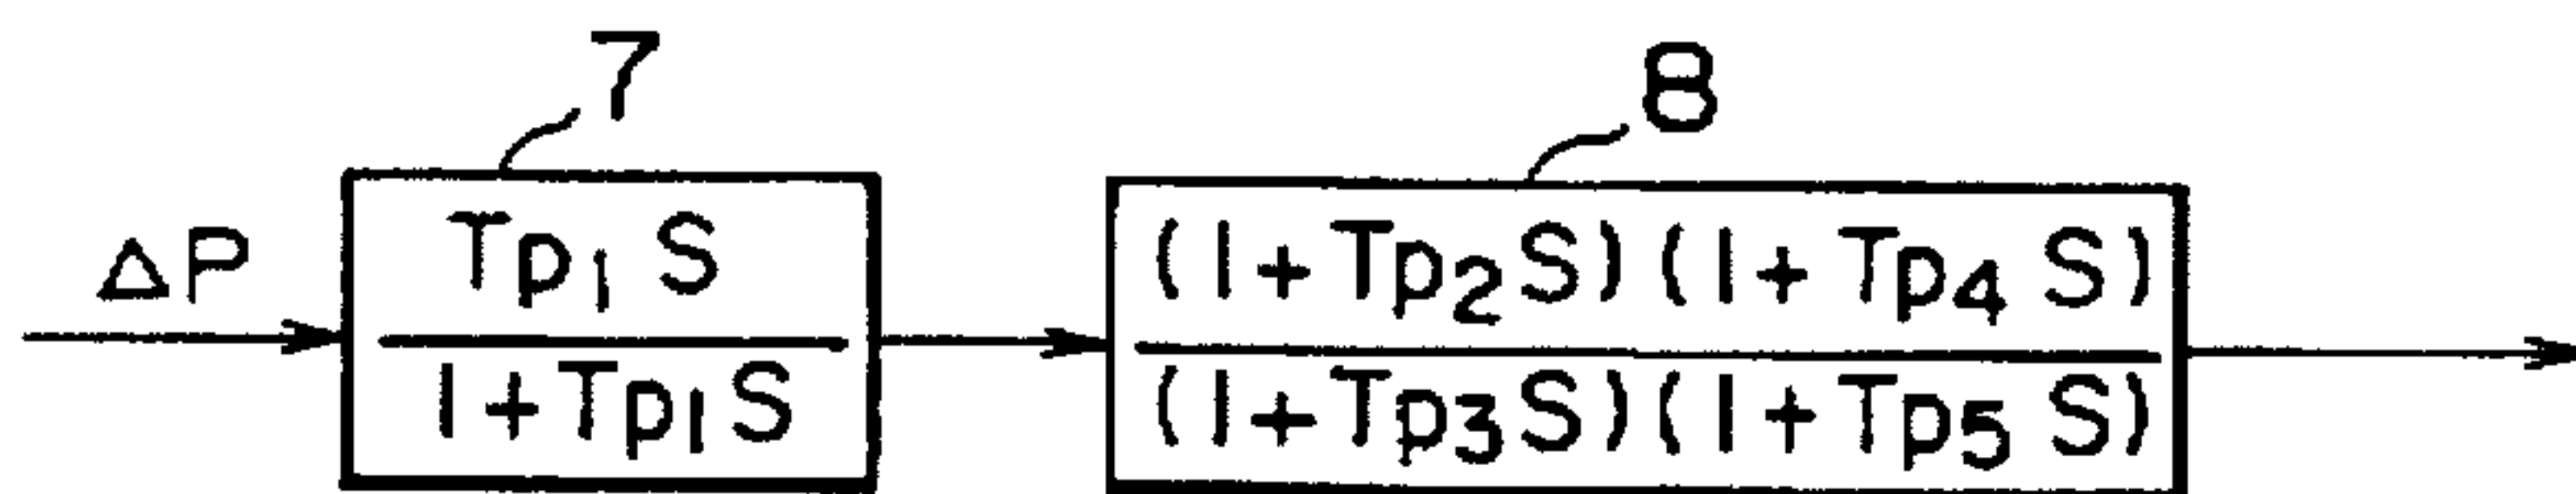 7
8
ΔP
Tp₁ S
1+Tp₁S
(1+Tp₂S)(1+Tp₄ S)
(1+Tp₃S)(1+Tp₅ S)